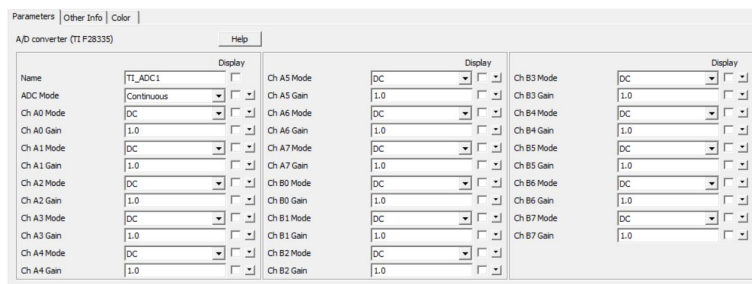 Parameters Other Info Color
A/D converter (TI F28335) Help
Display
Name TI_ADC1
ADC Mode Continuous
Ch A0 Mode DC
Ch A0 Gain 1.0
Ch A1 Mode DC
Ch A1 Gain 1.0
Ch A2 Mode DC
Ch A2 Gain 1.0
Ch A3 Mode DC
Ch A3 Gain 1.0
Ch A4 Mode DC
Ch A4 Gain 1.0
Display
Ch A5 Mode DC
Ch A5 Gain 1.0
Ch A6 Mode DC
Ch A6 Gain 1.0
Ch A7 Mode DC
Ch A7 Gain 1.0
Ch B0 Mode DC
Ch B0 Gain 1.0
Ch B1 Mode DC
Ch B1 Gain 1.0
Ch B2 Mode DC
Ch B2 Gain 1.0
Display
Ch B3 Mode DC
Ch B3 Gain 1.0
Ch B4 Mode DC
Ch B4 Gain 1.0
Ch B5 Mode DC
Ch B5 Gain 1.0
Ch B6 Mode DC
Ch B6 Gain 1.0
Ch B7 Mode DC
Ch B7 Gain 1.0